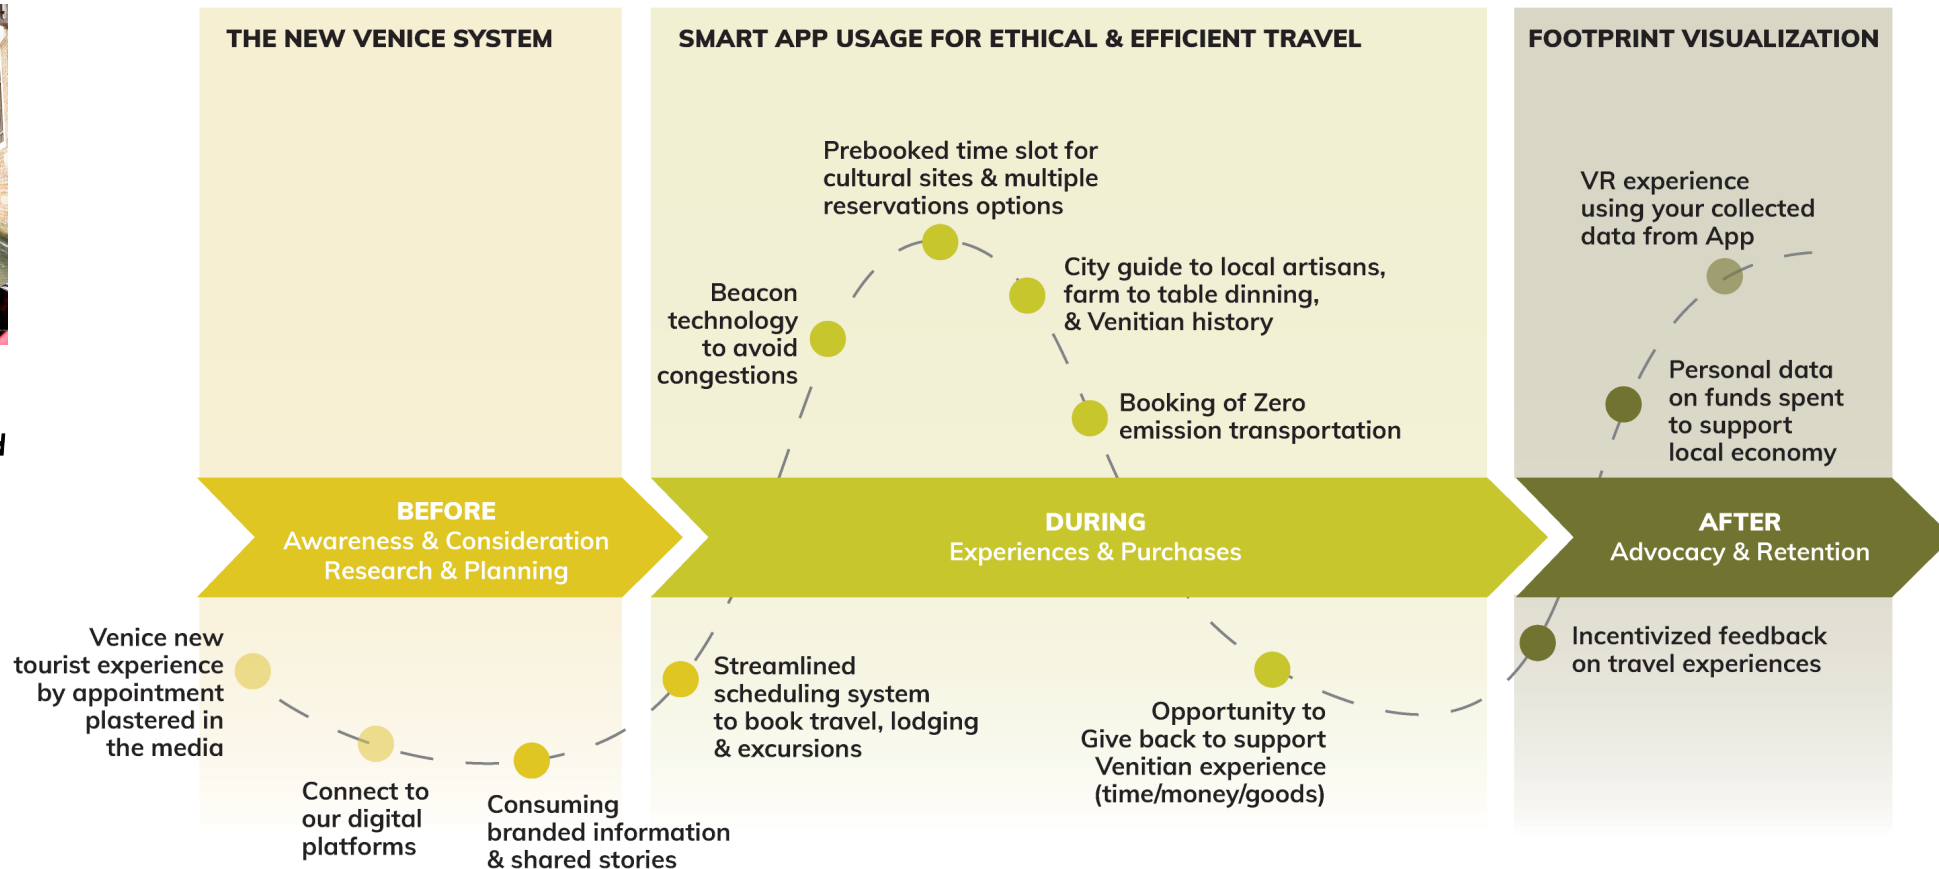 THE NEW VENICE SYSTEM
SMART APP USAGE FOR ETHICAL & EFFICIENT TRAVEL
FOOTPRINT VISUALIZATION
Prebooked time slot for
cultural sites & multiple
reservations options
VR experience
using your collected
data from App
City guide to local artisans,
farm to table dinning,
& Venitian history
Beacon
technology
to avoid
congestions
Personal data
on funds spent
to support
local economy
Booking of Zero
emission transportation
BEFORE
Awareness & Consideration
Research & Planning
DURING
Experiences & Purchases
AFTER
Advocacy & Retention
Venice new
tourist experience
by appointment
plastered in
the media
Connect to
our digital
platforms
Consuming
branded information
& shared stories
Streamlined
scheduling system
to book travel, lodging
& excursions
Opportunity to
Give back to support
Venitian experience
(time/money/goods)
Incentivized feedback
on travel experiences